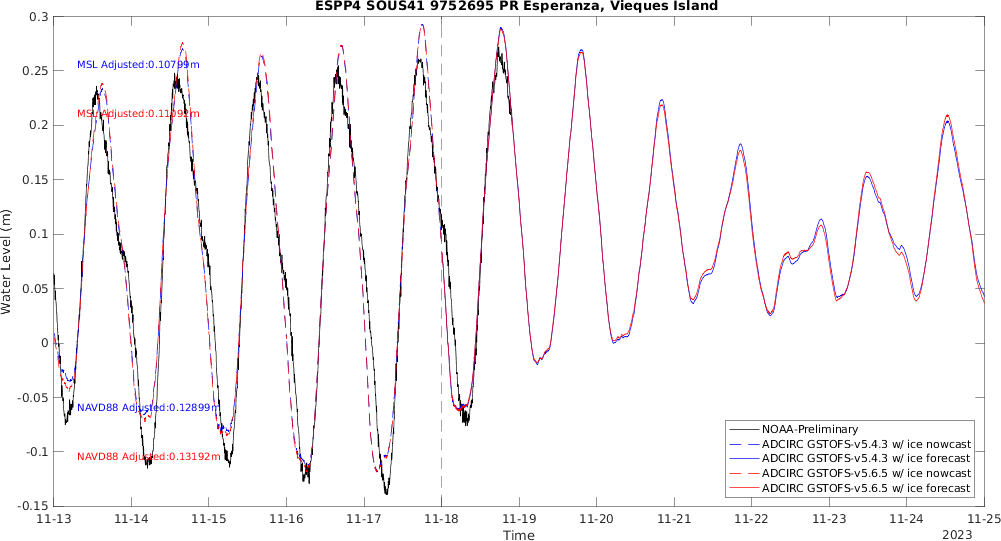 ESPP4 SOUS41 9752695 PR Esperanza, Vieques Island
0.3
0.25
0.2
0.15
0.1
0.05
0
-0.05
-0.1
-0.15
Water Level (m)
MSL Adjusted:0.10799m
MSL Adjusted:0.11092m
NAVD88 Adjusted:0.12899m
NAVD88 Adjusted:0.13192m
NOAA-Preliminary
ADCIRC GSTOFS-v5.4.3 w/ ice nowcast
ADCIRC GSTOFS-v5.4.3 w/ ice forecast
ADCIRC GSTOFS-v5.6.5 w/ ice nowcast
ADCIRC GSTOFS-v5.6.5 w/ ice forecast
11-13 11-14 11-15 11-16 11-17 11-18 11-19 11-20 11-21 11-22 11-23 11-24 11-25
Time
2023